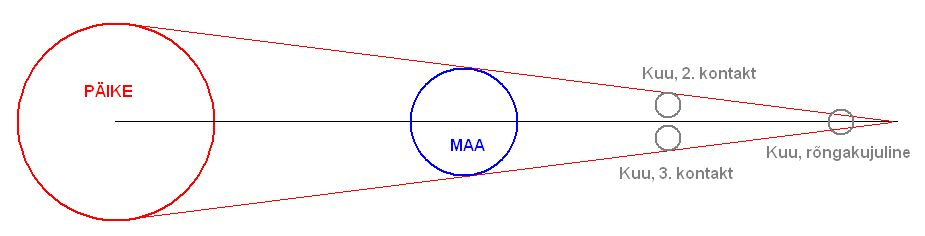 PÄIKE
MAA
Kuu, 2. kontakt
Kuu, 3. kontakt
Kuu, rõngakujuline